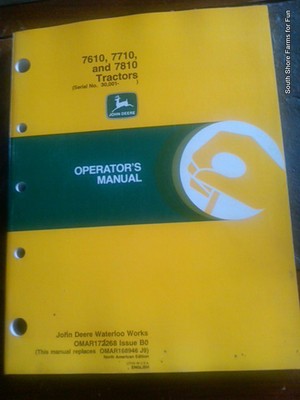 7610, 7710,
and 7810
Tractors
(Serial No. 30,001- )
JOHN DEERE
OPERATOR'S
MANUAL
John Deere Waterloo Works
OMAR172268 Issue B0
(This manual replaces OMAR168946 J9)
North American Edition
ENGLISH
South Shore Farms for Fun